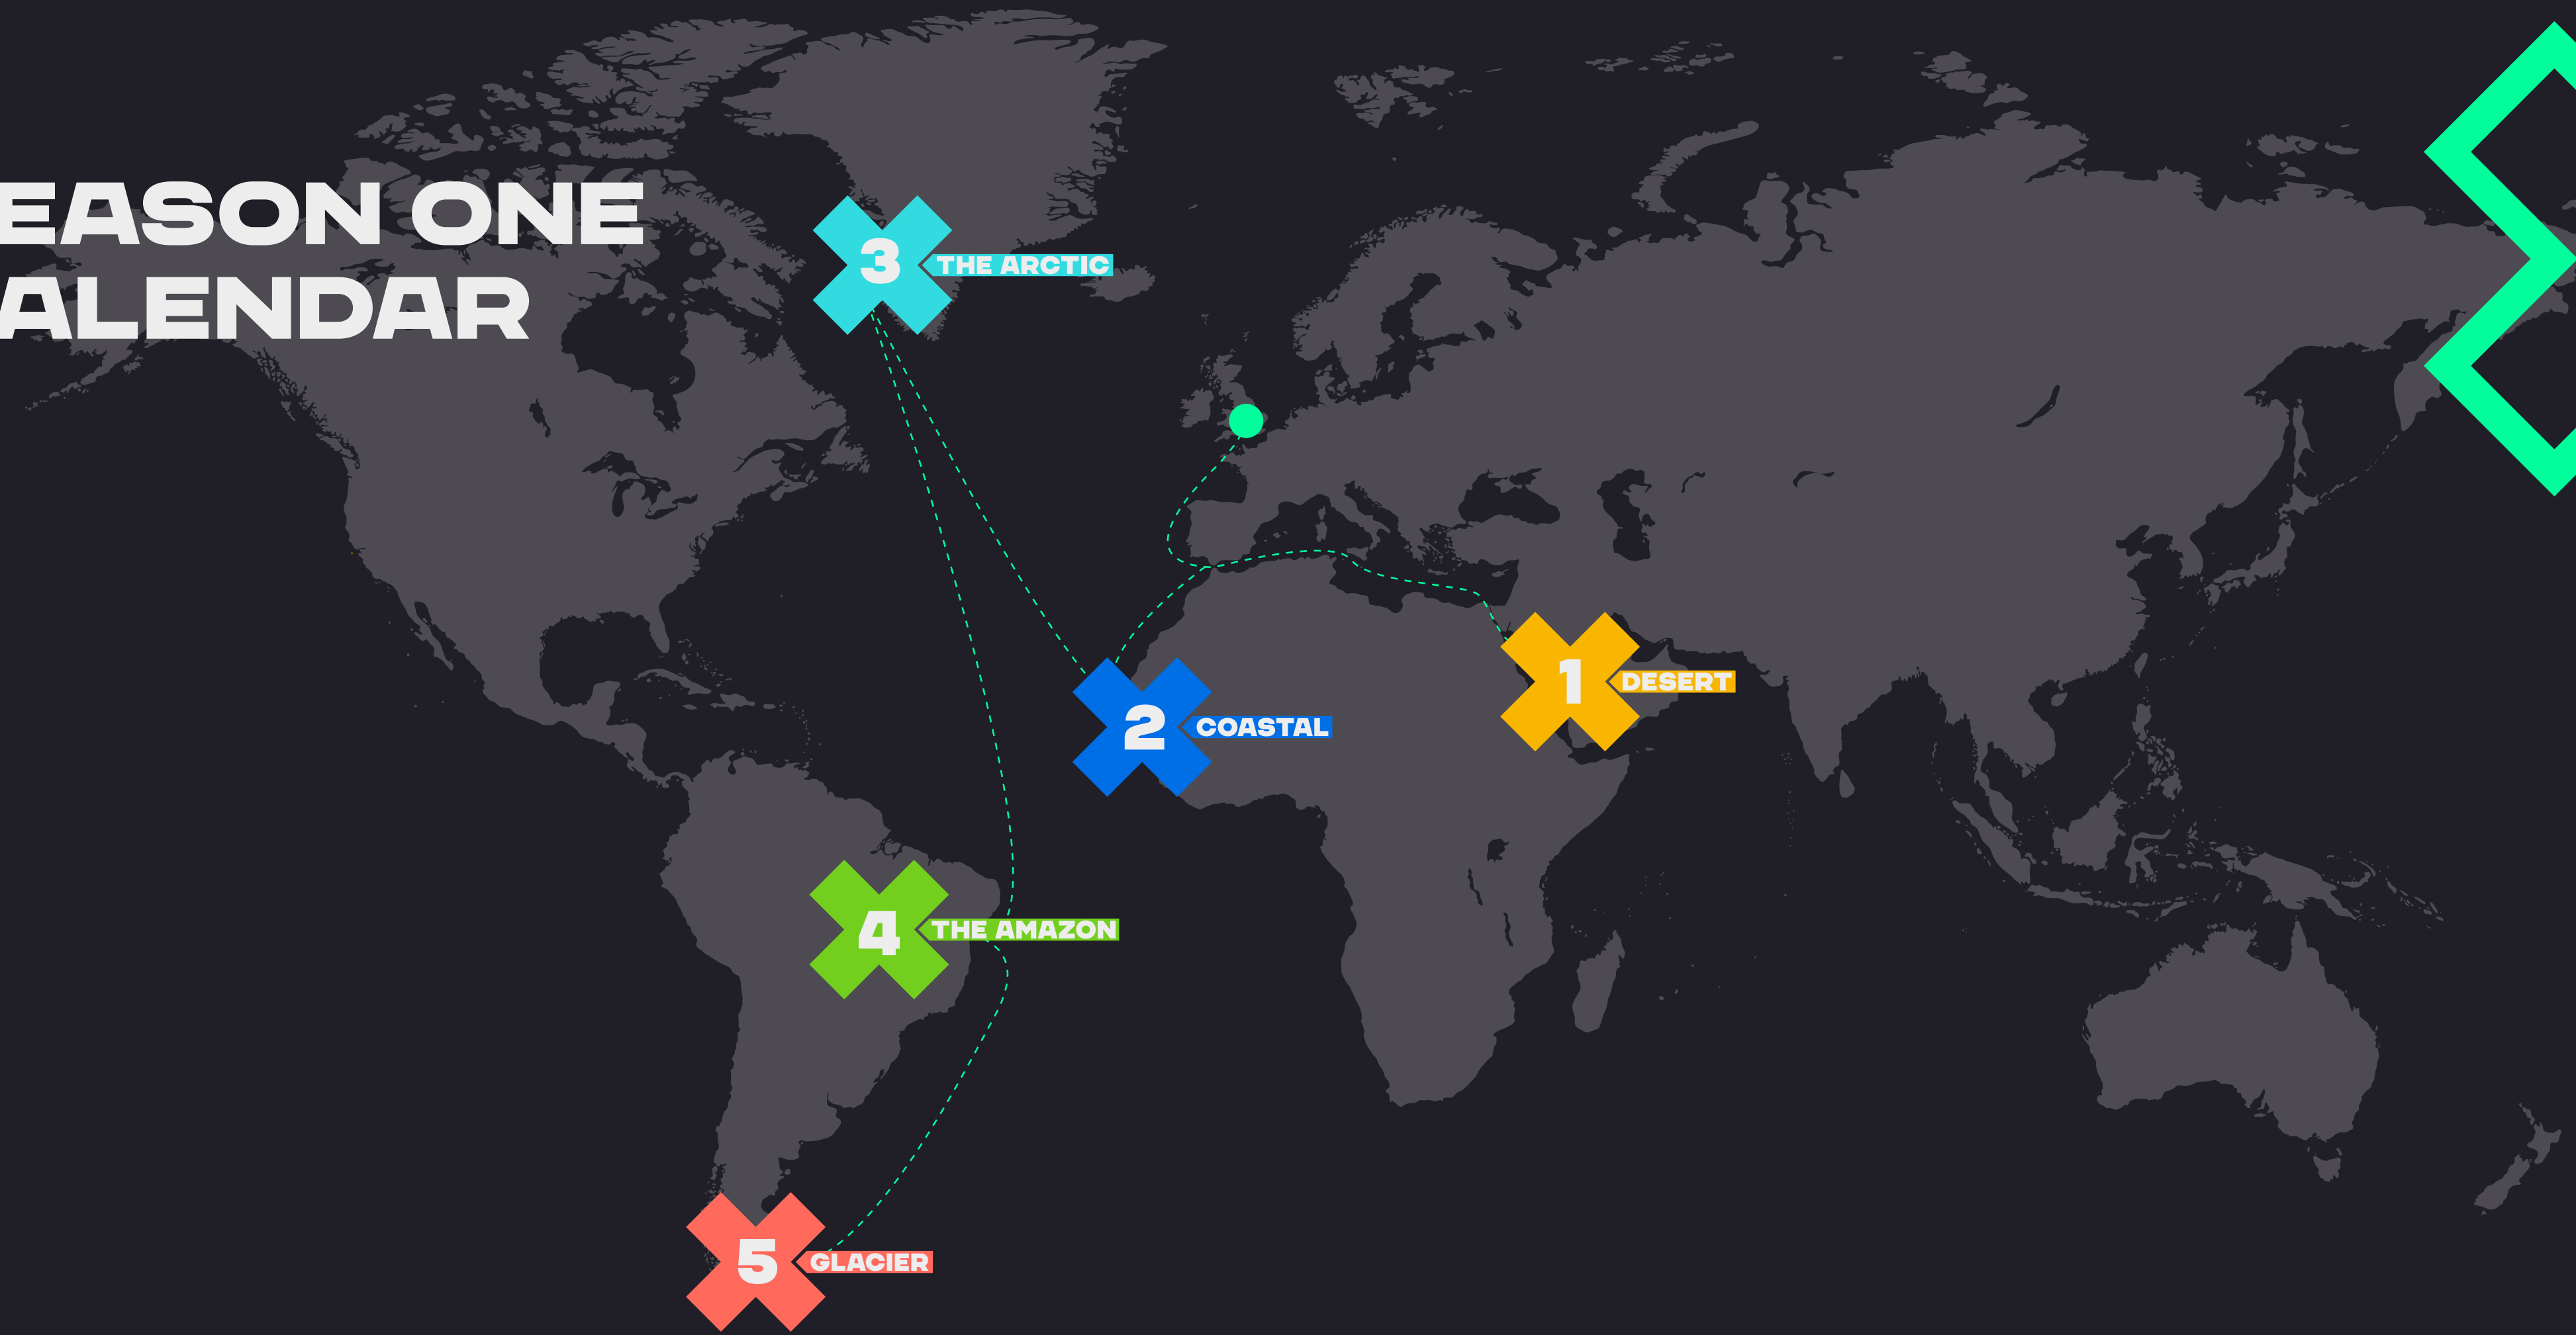 EASON ONE
ALENDAR
3
THE ARCTIC
1
DESERT
2
COASTAL
4
THE AMAZON
5
GLACIER